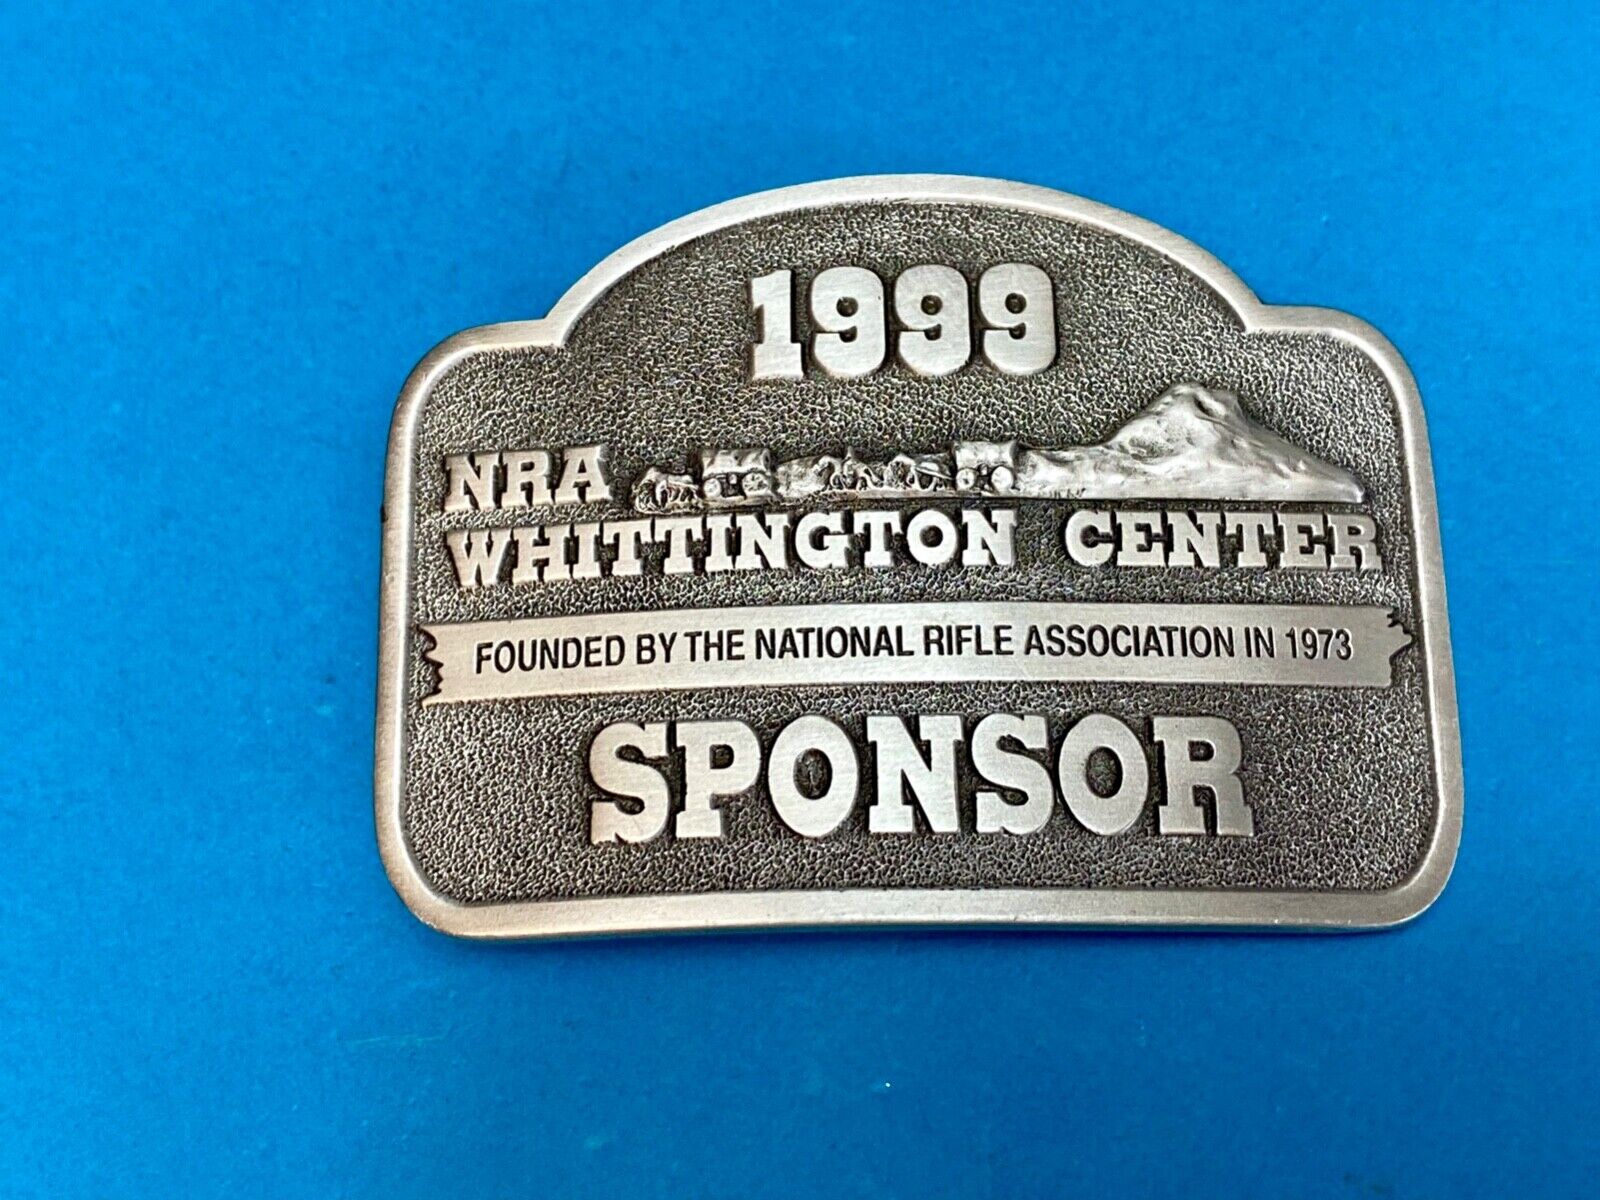 1999
NRA
WHITTINGTON CENTER
FOUNDED BY THE NATIONAL RIFLE ASSOCIATION IN 1973
SPONSOR